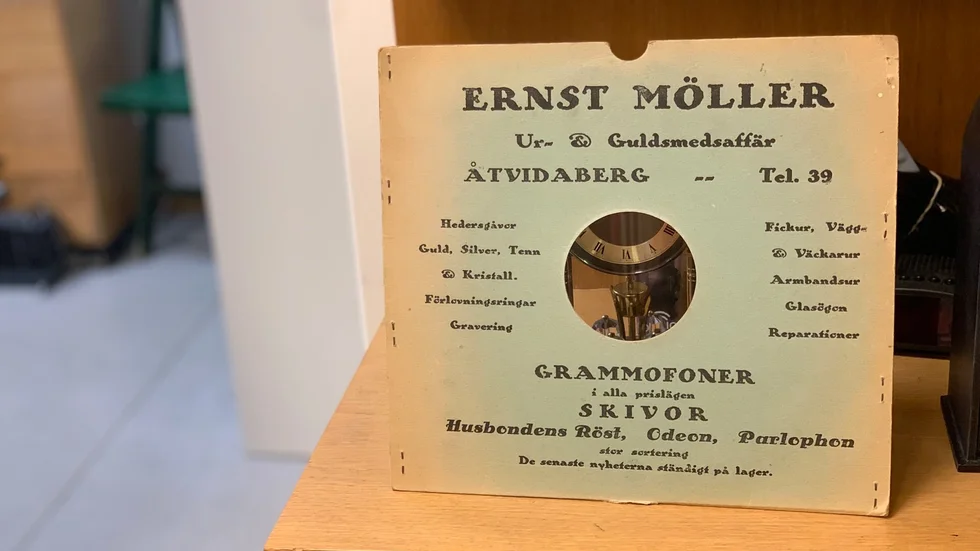 ERNST MÖLLER
Ur- & Guldsmedsaffär
ÅTVIDABERG -- Tel. 39
Hedersgåvor
Guld, Silver, Tenn
& Kristall.
Förlovningsringar
Gravering
Fickur, Vägg-
& Väckarur
Armbandsur
Glasögon
Reparationer
GRAMMOFONER
i alla prislägen
SKIVOR
Husbondens Röst, Odeon, Parlophon
stor sortering
De senaste nyheterna ständigt på lager.